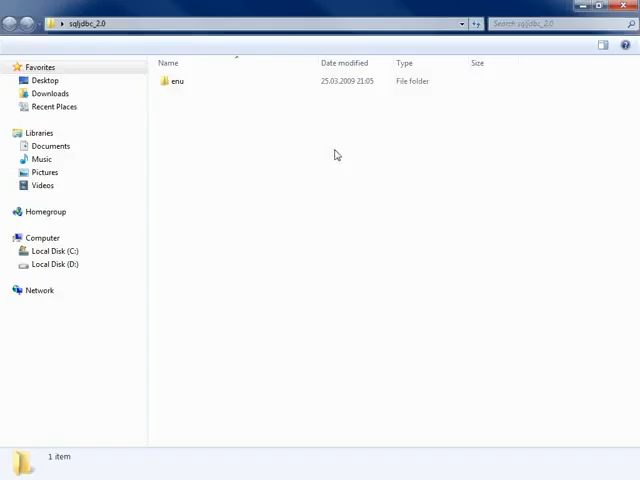 sqljdbc_2.0
Search sqljdbc_2.0
Name Date modified Type Size
enu 25.03.2009 21:05 File folder
Favorites
Desktop
Downloads
Recent Places
Libraries
Documents
Music
Pictures
Videos
Homegroup
Computer
Local Disk (C:)
Local Disk (D:)
Network
1 item